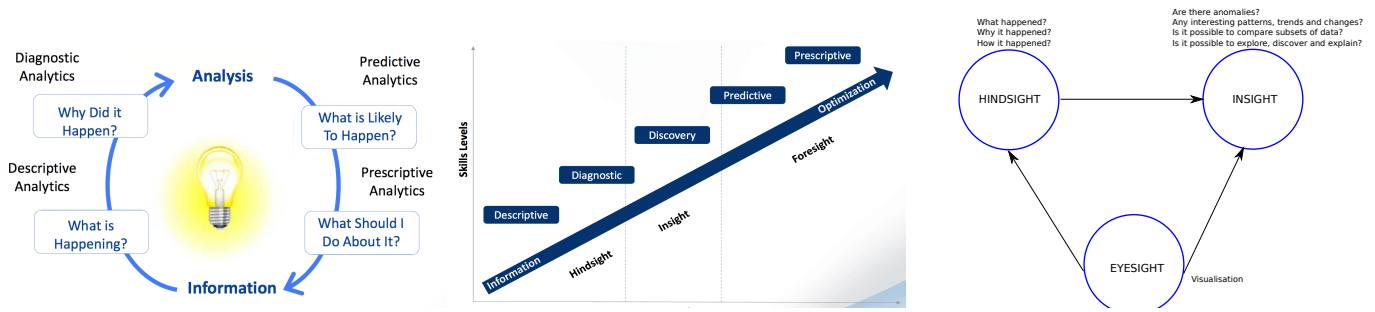 Diagnostic
Analytics
Analysis
Predictive
Analytics
Why Did it
Happen?
What is Likely
To Happen?
Descriptive
Analytics
Prescriptive
Analytics
What is
Happening?
What Should I
Do About It?
Information
Skills Levels
Prescriptive
Predictive
Discovery
Diagnostic
Descriptive
Optimization
Information
Foresight
Insight
Hindsight
What happened?
Why it happened?
How it happened?
Are there anomalies?
Any interesting patterns, trends and changes?
Is it possible to compare subsets of data?
Is it possible to explore, discover and explain?
HINDSIGHT
INSIGHT
EYESIGHT
Visualisation